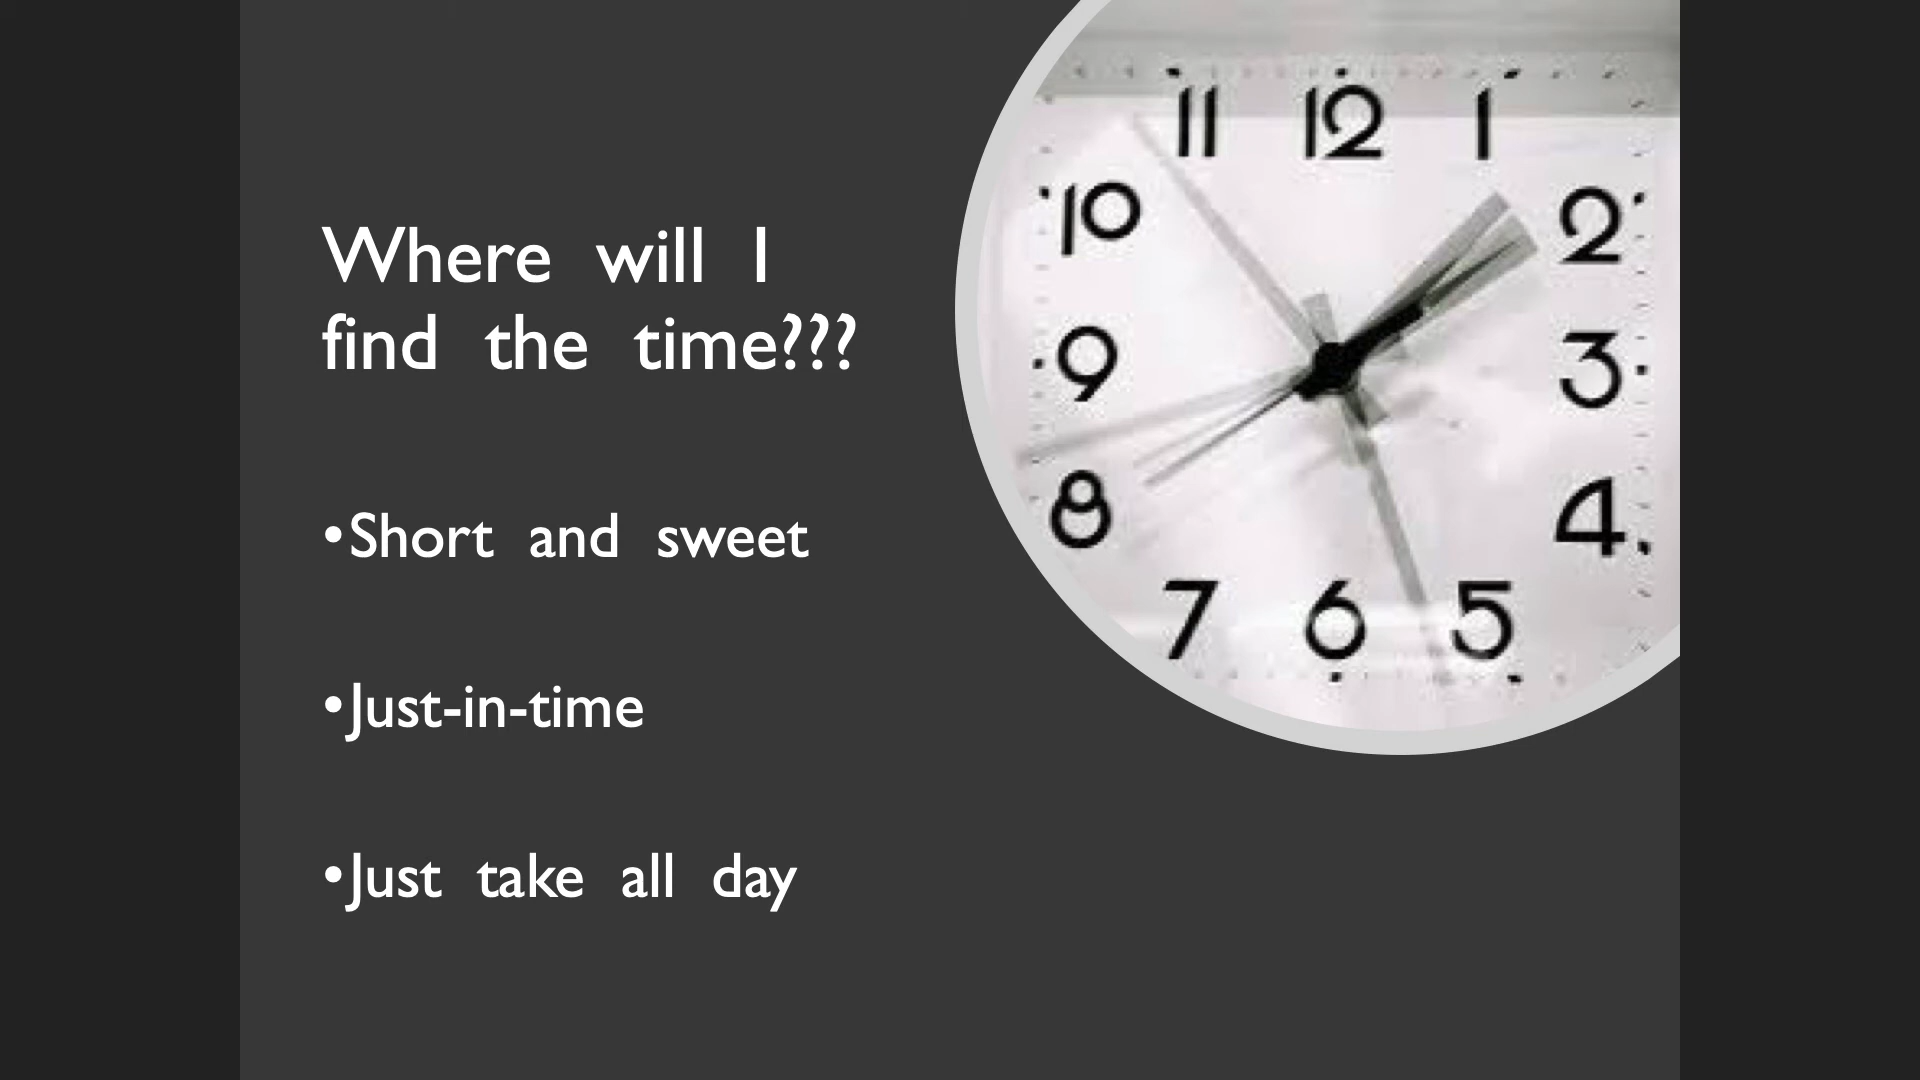 Where will I
find the time???
•Short and sweet
•Just-in-time
•Just take all day
11 12 1
10 2
9 3
8 4
7 6 5